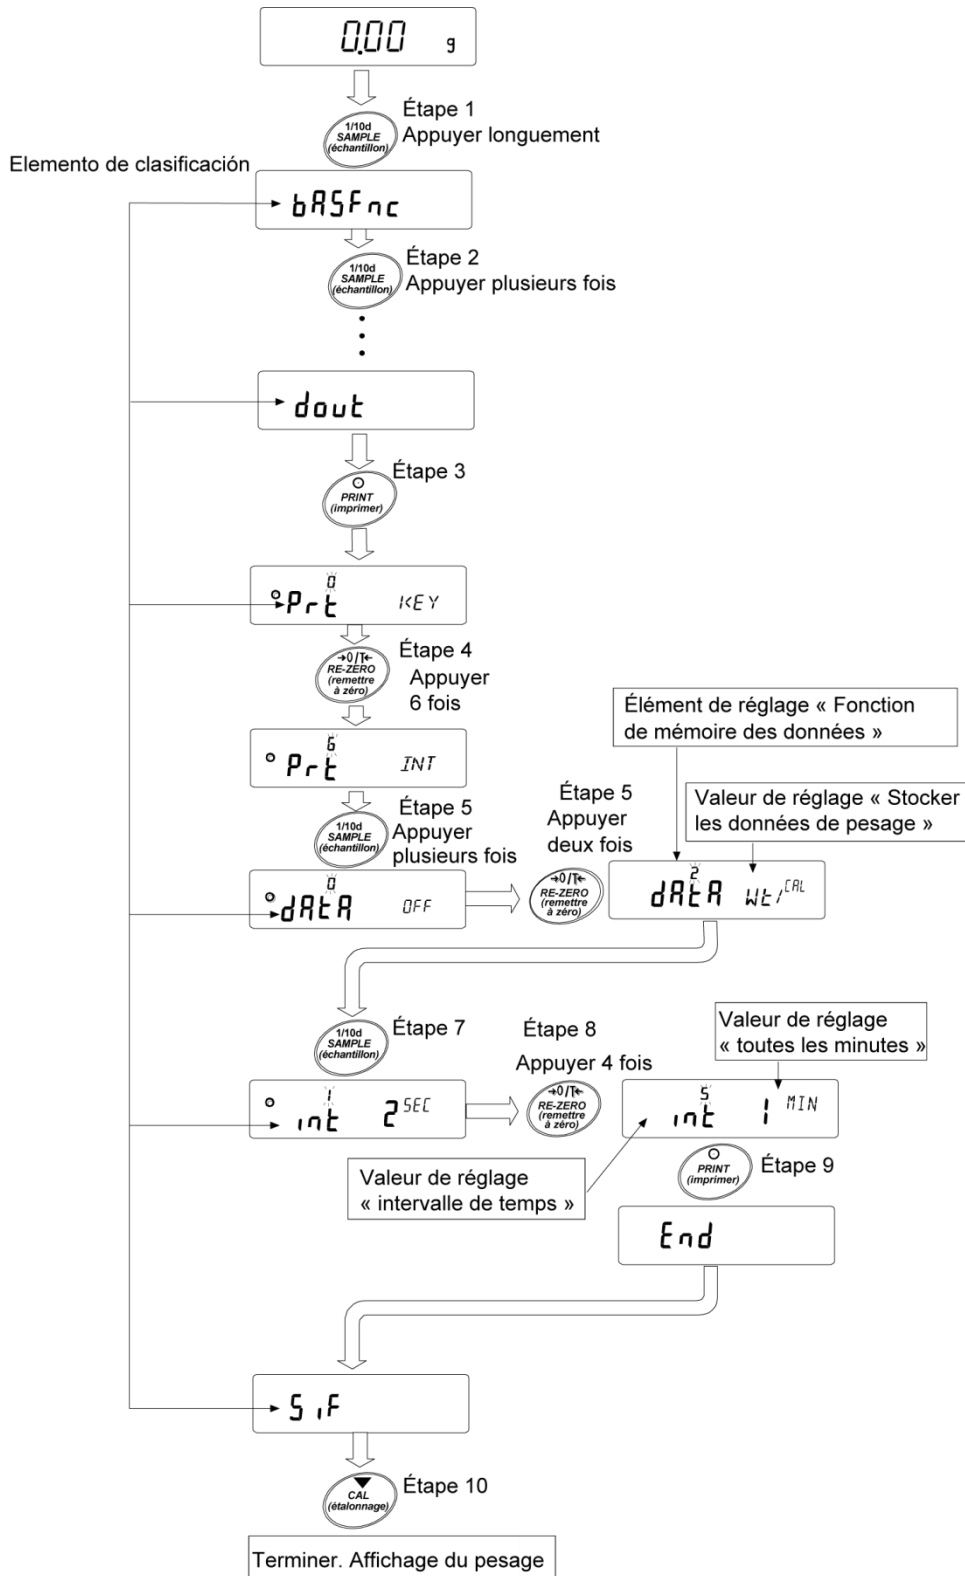 0.00 g
Étape 1
Appuyer longuement
1/10d
SAMPLE
(échantillon)
Elemento de clasificación
bASFnc
Étape 2
Appuyer plusieurs fois
1/10d
SAMPLE
(échantillon)
dout
Étape 3
PRINT
(imprimer)
0
Prt KEY
Étape 4
Appuyer
6 fois
→0/T←
RE-ZERO
(remettre
à zéro)
6
Prt INT
Étape 5
Appuyer
plusieurs fois
1/10d
SAMPLE
(échantillon)
0
dAtA OFF
Étape 5
Appuyer
deux fois
→0/T←
RE-ZERO
(remettre
à zéro)
Élément de réglage « Fonction
de mémoire des données »
Valeur de réglage « Stocker
les données de pesage »
2
dAtA Wt/CAL
Étape 7
1/10d
SAMPLE
(échantillon)
1
int 2 SEC
Étape 8
Appuyer 4 fois
→0/T←
RE-ZERO
(remettre
à zéro)
Valeur de réglage
« toutes les minutes »
5
int 1 MIN
Valeur de réglage
« intervalle de temps »
PRINT
(imprimer)
Étape 9
End
SiF
Étape 10
CAL
(étalonnage)
Terminer. Affichage du pesage